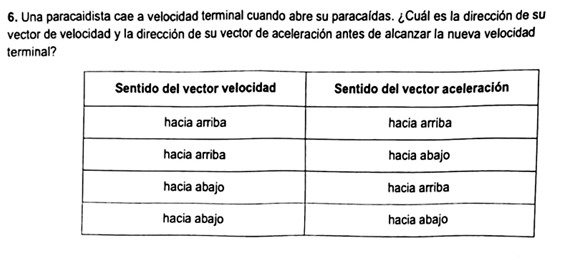 6. Una paracaidista cae a velocidad terminal cuando abre su paracaídas. ¿Cuál es la dirección de su
vector de velocidad y la dirección de su vector de aceleración antes de alcanzar la nueva velocidad
terminal?
Sentido del vector velocidad Sentido del vector aceleración
hacia arriba hacia arriba
hacia arriba hacia abajo
hacia abajo hacia arriba
hacia abajo hacia abajo